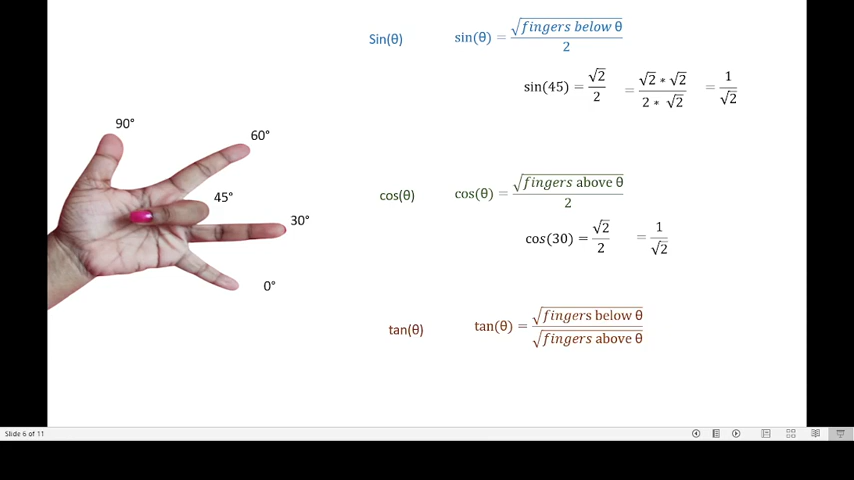 Sin(θ)
sin(θ) = √fingers below θ / 2
sin(45) = √2 / 2 = √2 * √2 / 2 * √2 = 1 / √2
90°
60°
45°
30°
0°
cos(θ)
cos(θ) = √fingers above θ / 2
cos(30) = √2 / 2 = 1 / √2
tan(θ)
tan(θ) = √fingers below θ / √fingers above θ
Slide 6 of 11